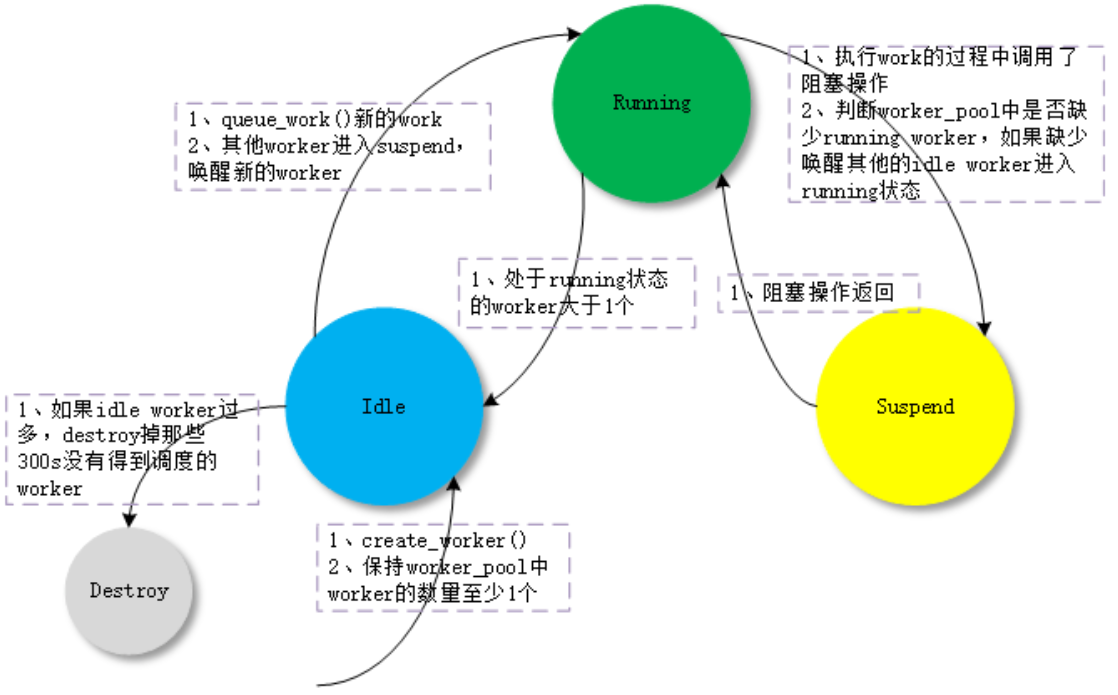 Running
1、执行work的过程中调用了
阻塞操作
2、判断worker_pool中是否缺
少running worker，如果缺少
唤醒其他的idle worker进入
running状态
1、queue_work()新的work
2、其他worker进入suspend，
唤醒新的worker
1、处于running状态
的worker大于1个
1、阻塞操作返回
Idle
Suspend
1、如果idle worker过
多，destroy掉那些
300s没有得到调度的
worker
1、create_worker()
2、保持worker_pool中
worker的数量至少1个
Destroy